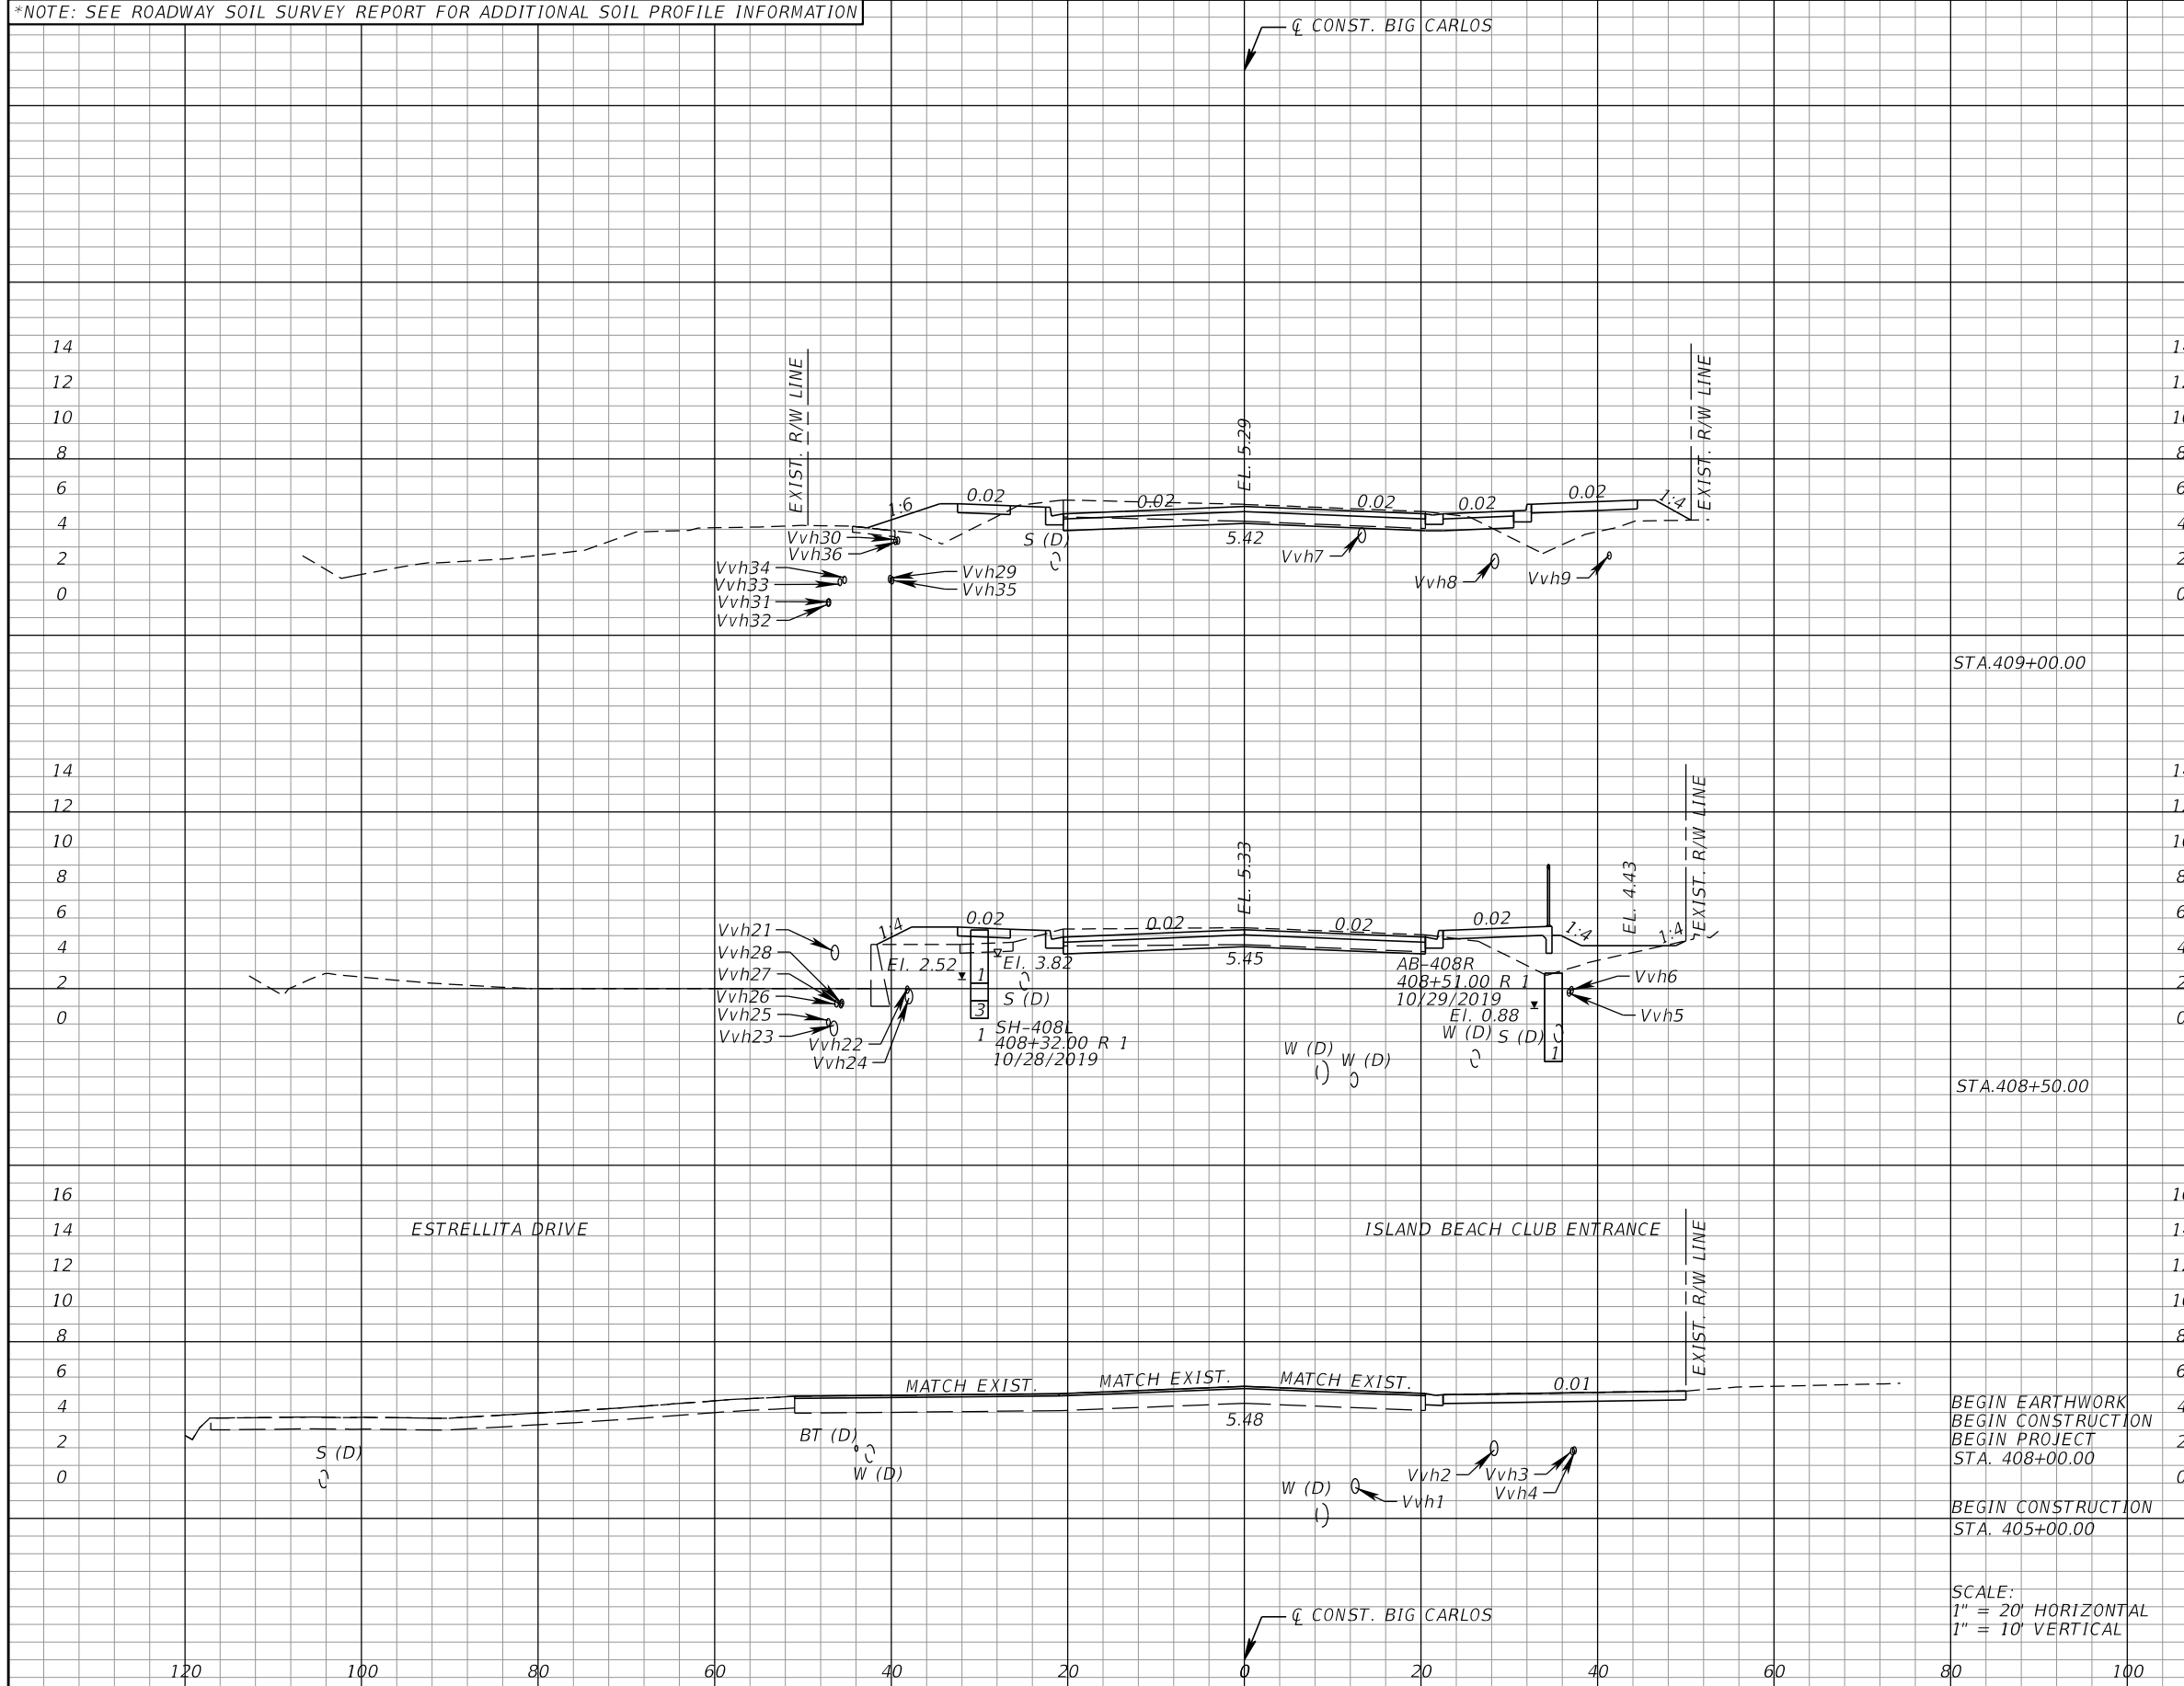 *NOTE: SEE ROADWAY SOIL SURVEY REPORT FOR ADDITIONAL SOIL PROFILE INFORMATION
℄ CONST. BIG CARLOS
14
12
10
8
6
4
2
0
EXIST. R/W LINE
1:6
0.02
0.02
EL. 5.29
0.02
0.02
0.02
1:4
EXIST. R/W LINE
Vvh30
Vvh36
S (D)
5.42
Vvh7
Vvh34
Vvh33
Vvh29
Vvh35
Vvh8
Vvh9
Vvh31
Vvh32
STA.409+00.00
14
12
10
8
6
4
2
0
Vvh21
Vvh28
Vvh27
Vvh26
Vvh25
Vvh23
Vvh22
Vvh24
1:4
0.02
El. 2.52
El. 3.82
1
3
1
S (D)
SH-408L
408+32.00 R 1
10/28/2019
0.02
EL. 5.33
0.02
0.02
5.45
AB-408R
408+51.00 R 1
10/29/2019
El. 0.88
W (D)
S (D)
W (D)
W (D)
1
1:4
EL. 4.43
1:4
EXIST. R/W LINE
Vvh6
Vvh5
STA.408+50.00
16
14
12
10
8
6
4
2
0
ESTRELLITA DRIVE
ISLAND BEACH CLUB ENTRANCE
EXIST. R/W LINE
MATCH EXIST.
MATCH EXIST.
MATCH EXIST.
0.01
5.48
S (D)
BT (D)
W (D)
W (D)
Vvh1
Vvh2
Vvh3
Vvh4
BEGIN EARTHWORK
BEGIN CONSTRUCTION
BEGIN PROJECT
STA. 408+00.00
BEGIN CONSTRUCTION
STA. 405+00.00
SCALE:
1" = 20' HORIZONTAL
1" = 10' VERTICAL
℄ CONST. BIG CARLOS
120 100 80 60 40 20 0 20 40 60 80 100